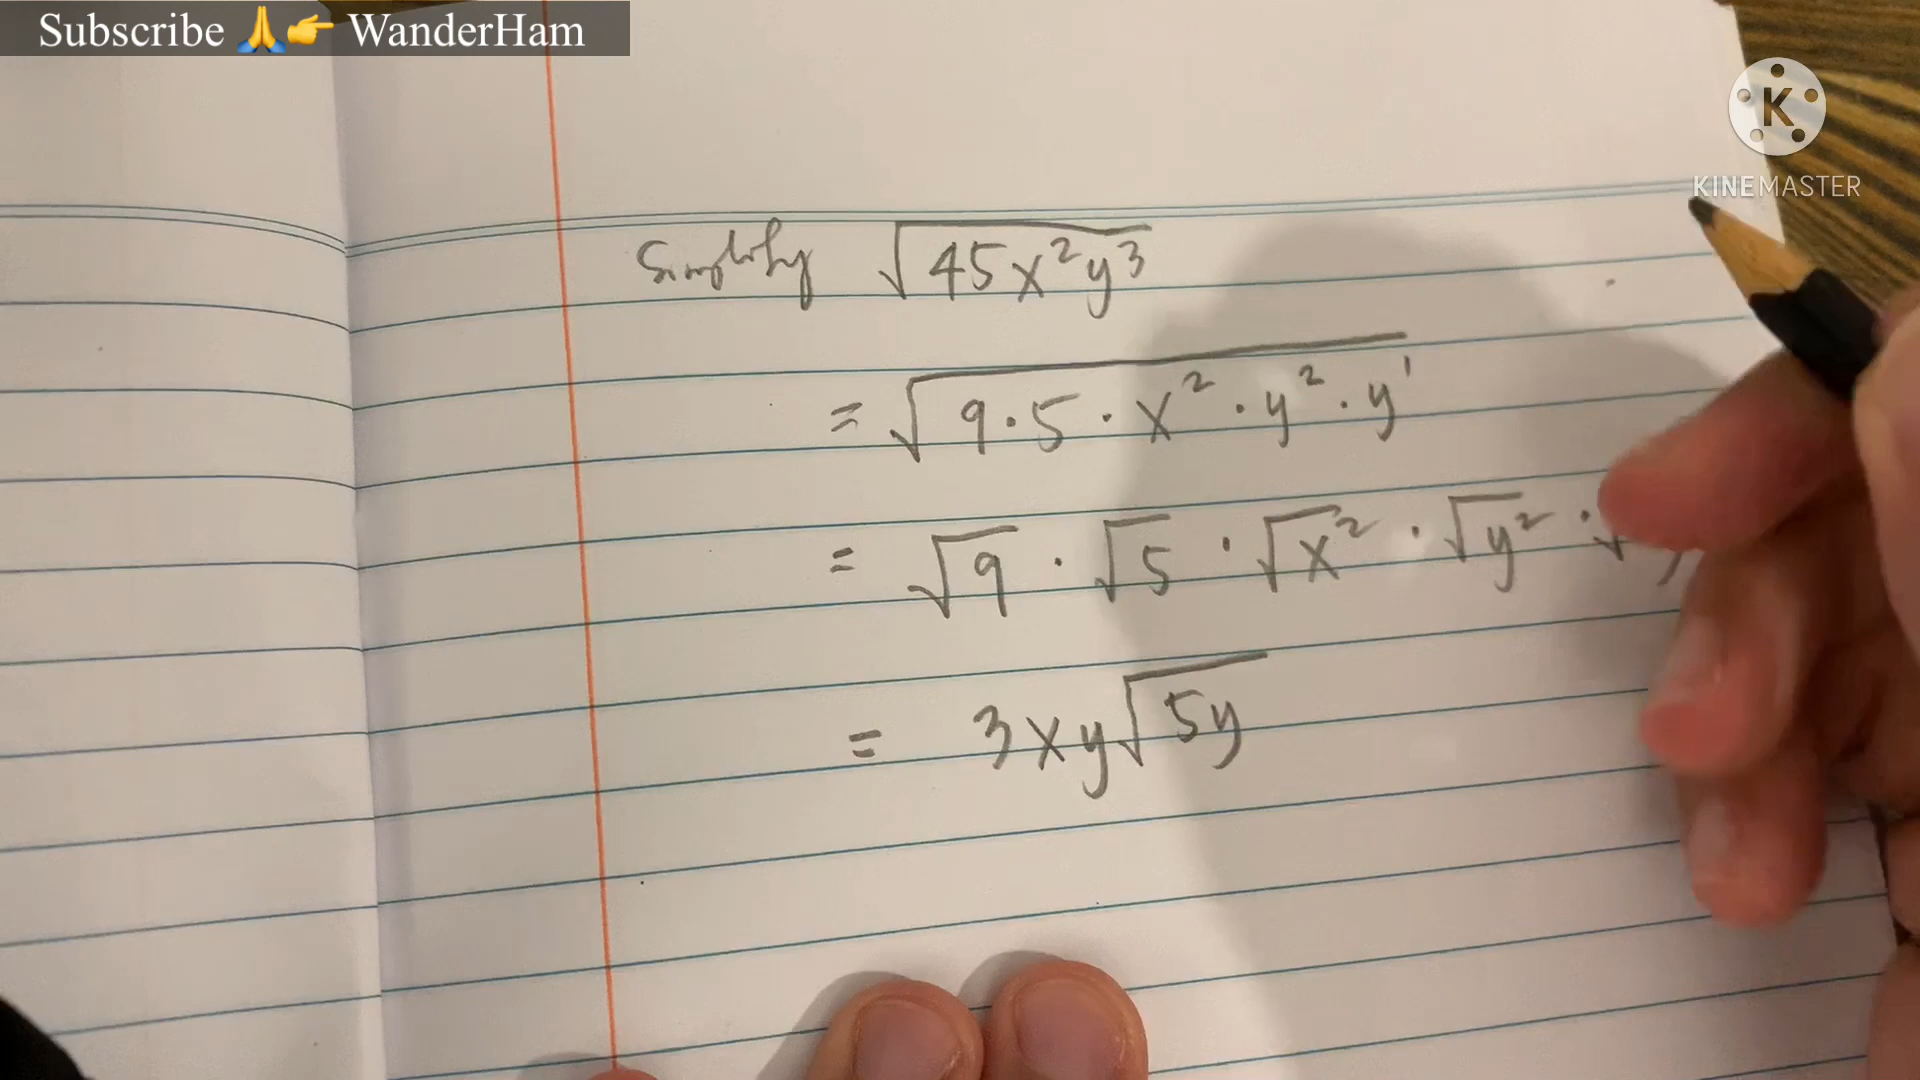 Subscribe 🙏👉 WanderHam
K
KINEMASTER
Simplify √45x²y³
= √9·5·x²·y²·y¹
= √9 · √5 · √x² · √y² · √y
= 3xy√5y